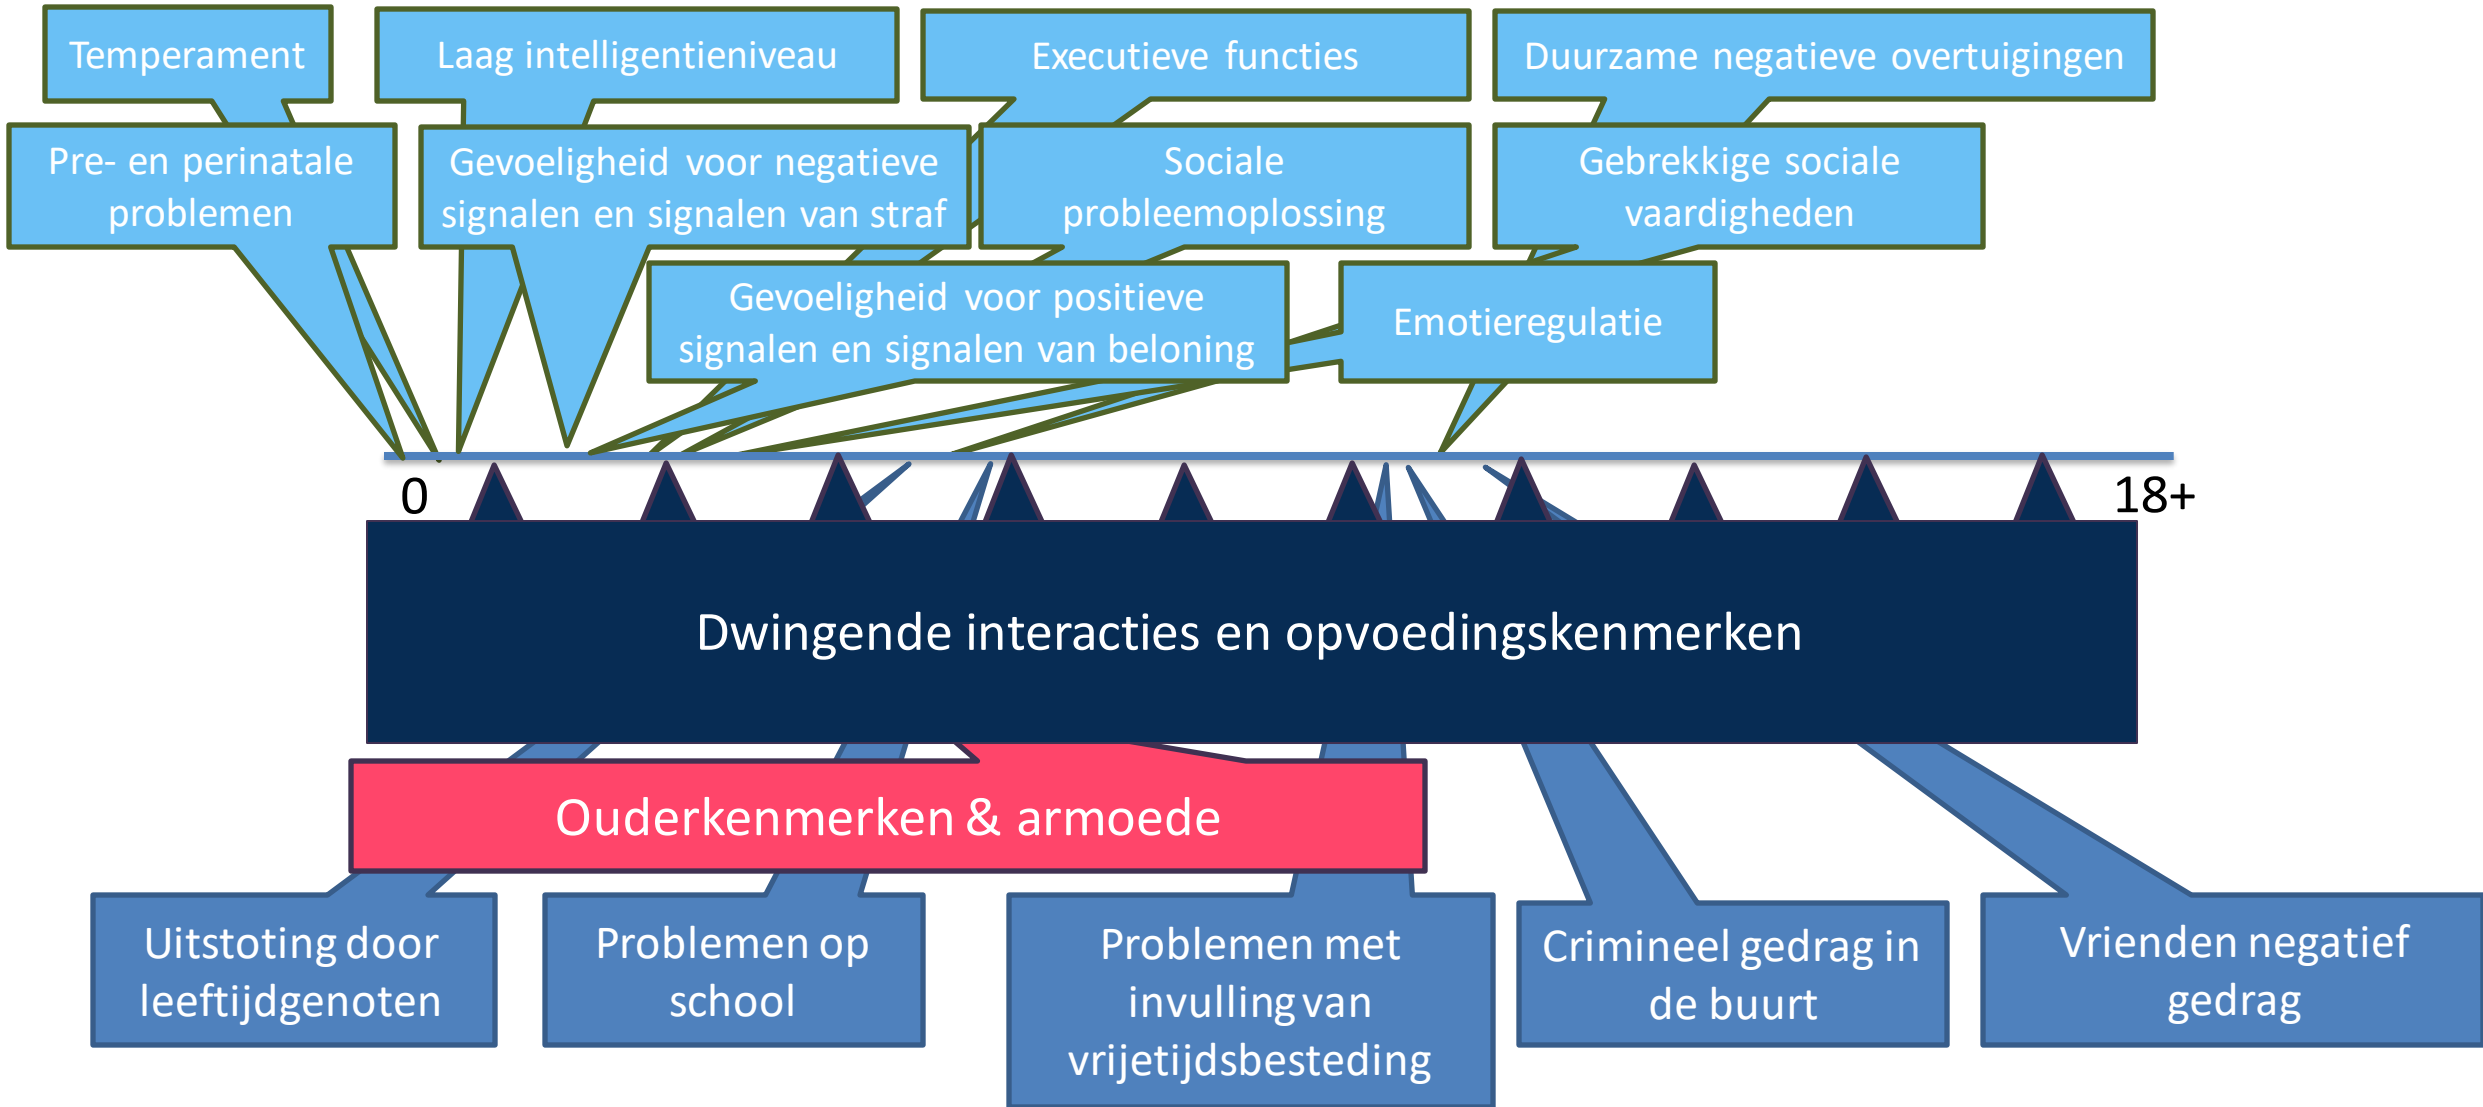 Temperament
Laag intelligentieniveau
Executieve functies
Duurzame negatieve overtuigingen
Pre- en perinatale
problemen
Gevoeligheid voor negatieve
signalen en signalen van straf
Sociale
probleemoplossing
Gebrekkige sociale
vaardigheden
Gevoeligheid voor positieve
signalen en signalen van beloning
Emotieregulatie
0
18+
Dwingende interacties en opvoedingskenmerken
Ouderkenmerken & armoede
Uitstoting door
leeftijdgenoten
Problemen op
school
Problemen met
invulling van
vrijetijdsbesteding
Crimineel gedrag in
de buurt
Vrienden negatief
gedrag